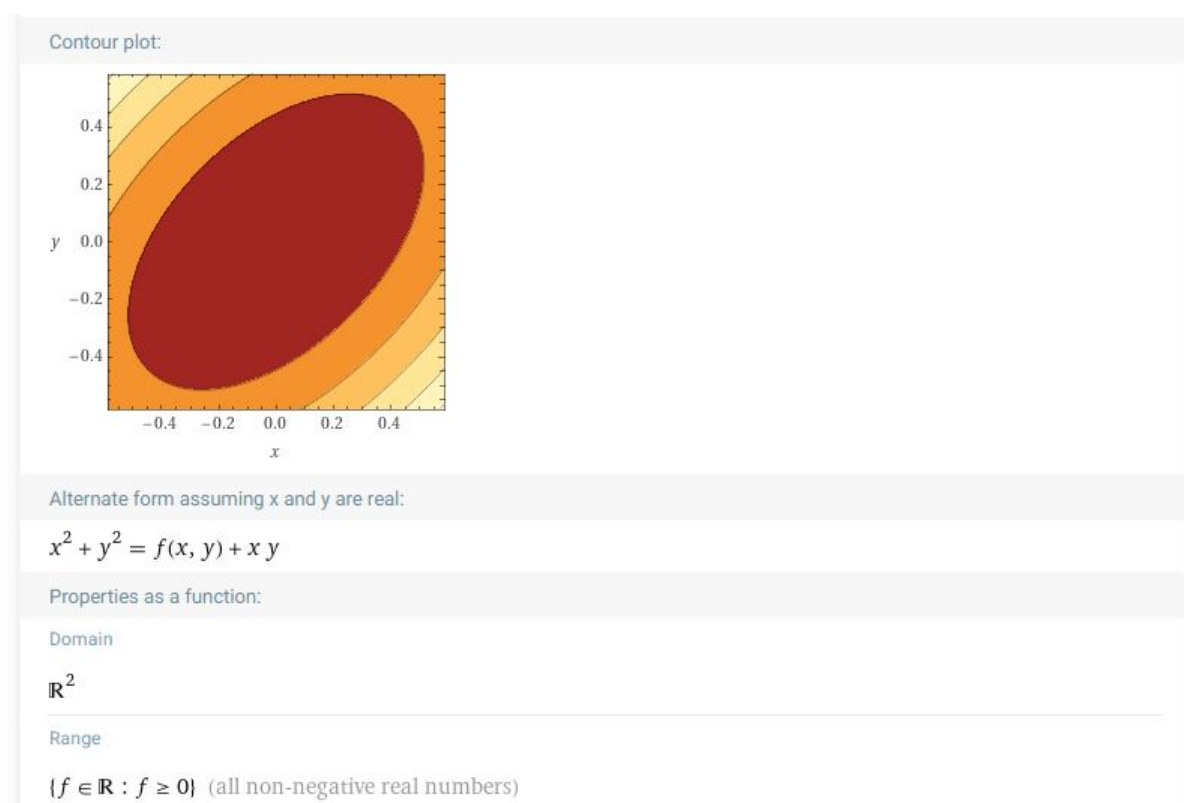 Contour plot:
0.4
0.2
y 0.0
−0.2
−0.4
−0.4 −0.2 0.0 0.2 0.4
x
Alternate form assuming x and y are real:
x² + y² = f(x, y) + x y
Properties as a function:
Domain
ℝ²
Range
{f ∈ ℝ : f ≥ 0} (all non-negative real numbers)